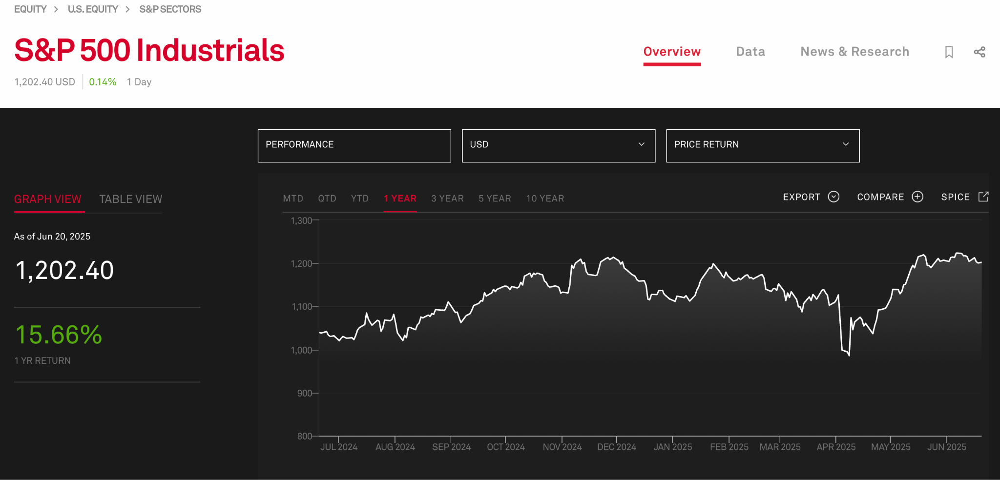 EQUITY > U.S. EQUITY > S&P SECTORS
S&P 500 Industrials
Overview Data News & Research
1,202.40 USD 0.14% 1 Day
PERFORMANCE USD PRICE RETURN
GRAPH VIEW TABLE VIEW
As of Jun 20, 2025
1,202.40
15.66%
1 YR RETURN
MTD QTD YTD 1 YEAR 3 YEAR 5 YEAR 10 YEAR
EXPORT COMPARE SPICE
1,300
1,200
1,100
1,000
900
800
JUL 2024 AUG 2024 SEP 2024 OCT 2024 NOV 2024 DEC 2024 JAN 2025 FEB 2025 MAR 2025 APR 2025 MAY 2025 JUN 2025